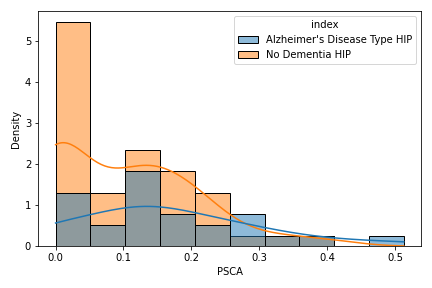 index
Alzheimer's Disease Type HIP
No Dementia HIP
5
4
3
2
1
0
Density
0.0 0.1 0.2 0.3 0.4 0.5
PSCA